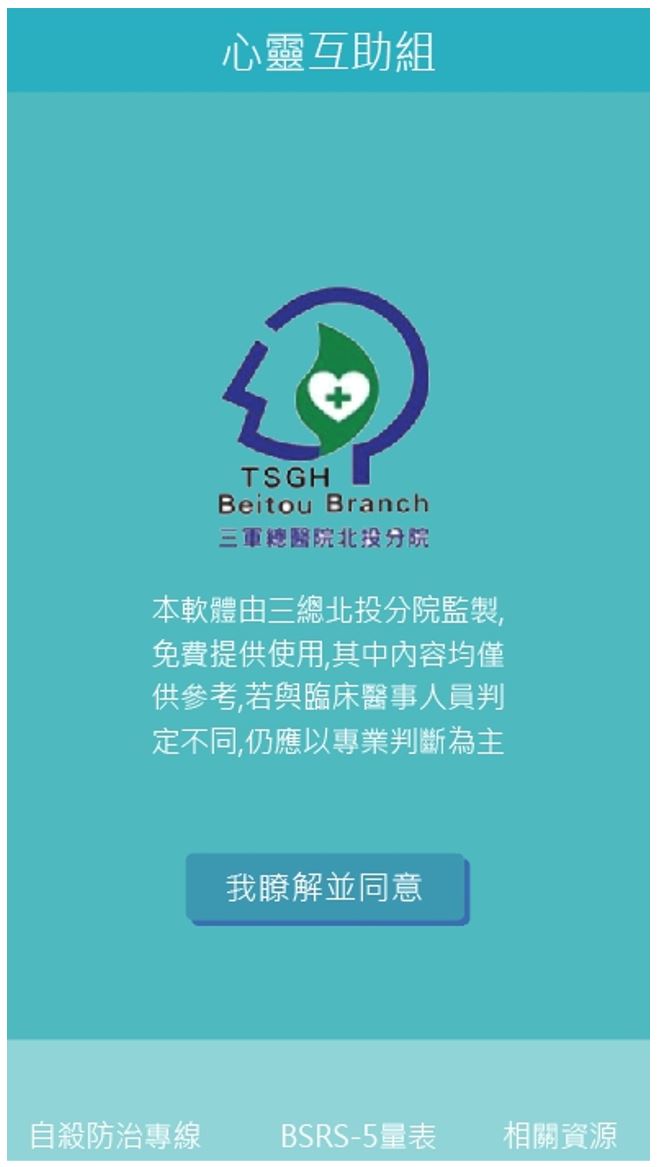 心靈互助組
TSGH
Beitou Branch
三軍總醫院北投分院
本軟體由三總北投分院監製,
免費提供使用,其中內容均僅
供參考,若與臨床醫事人員判
定不同,仍應以專業判斷為主
我瞭解並同意
自殺防治專線 BSRS-5量表 相關資源